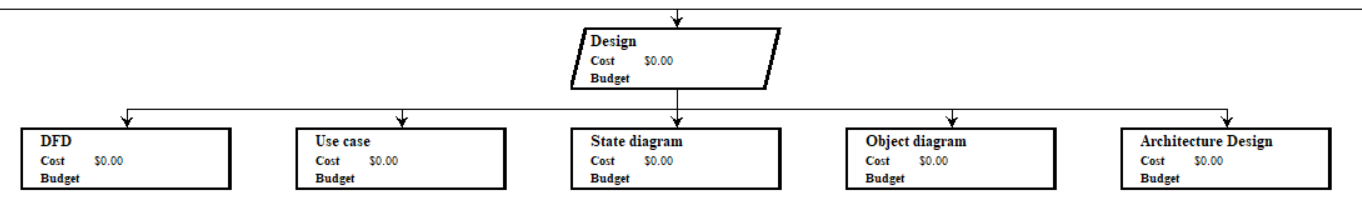 Design
Cost $0.00
Budget
DFD
Cost $0.00
Budget
Use case
Cost $0.00
Budget
State diagram
Cost $0.00
Budget
Object diagram
Cost $0.00
Budget
Architecture Design
Cost $0.00
Budget